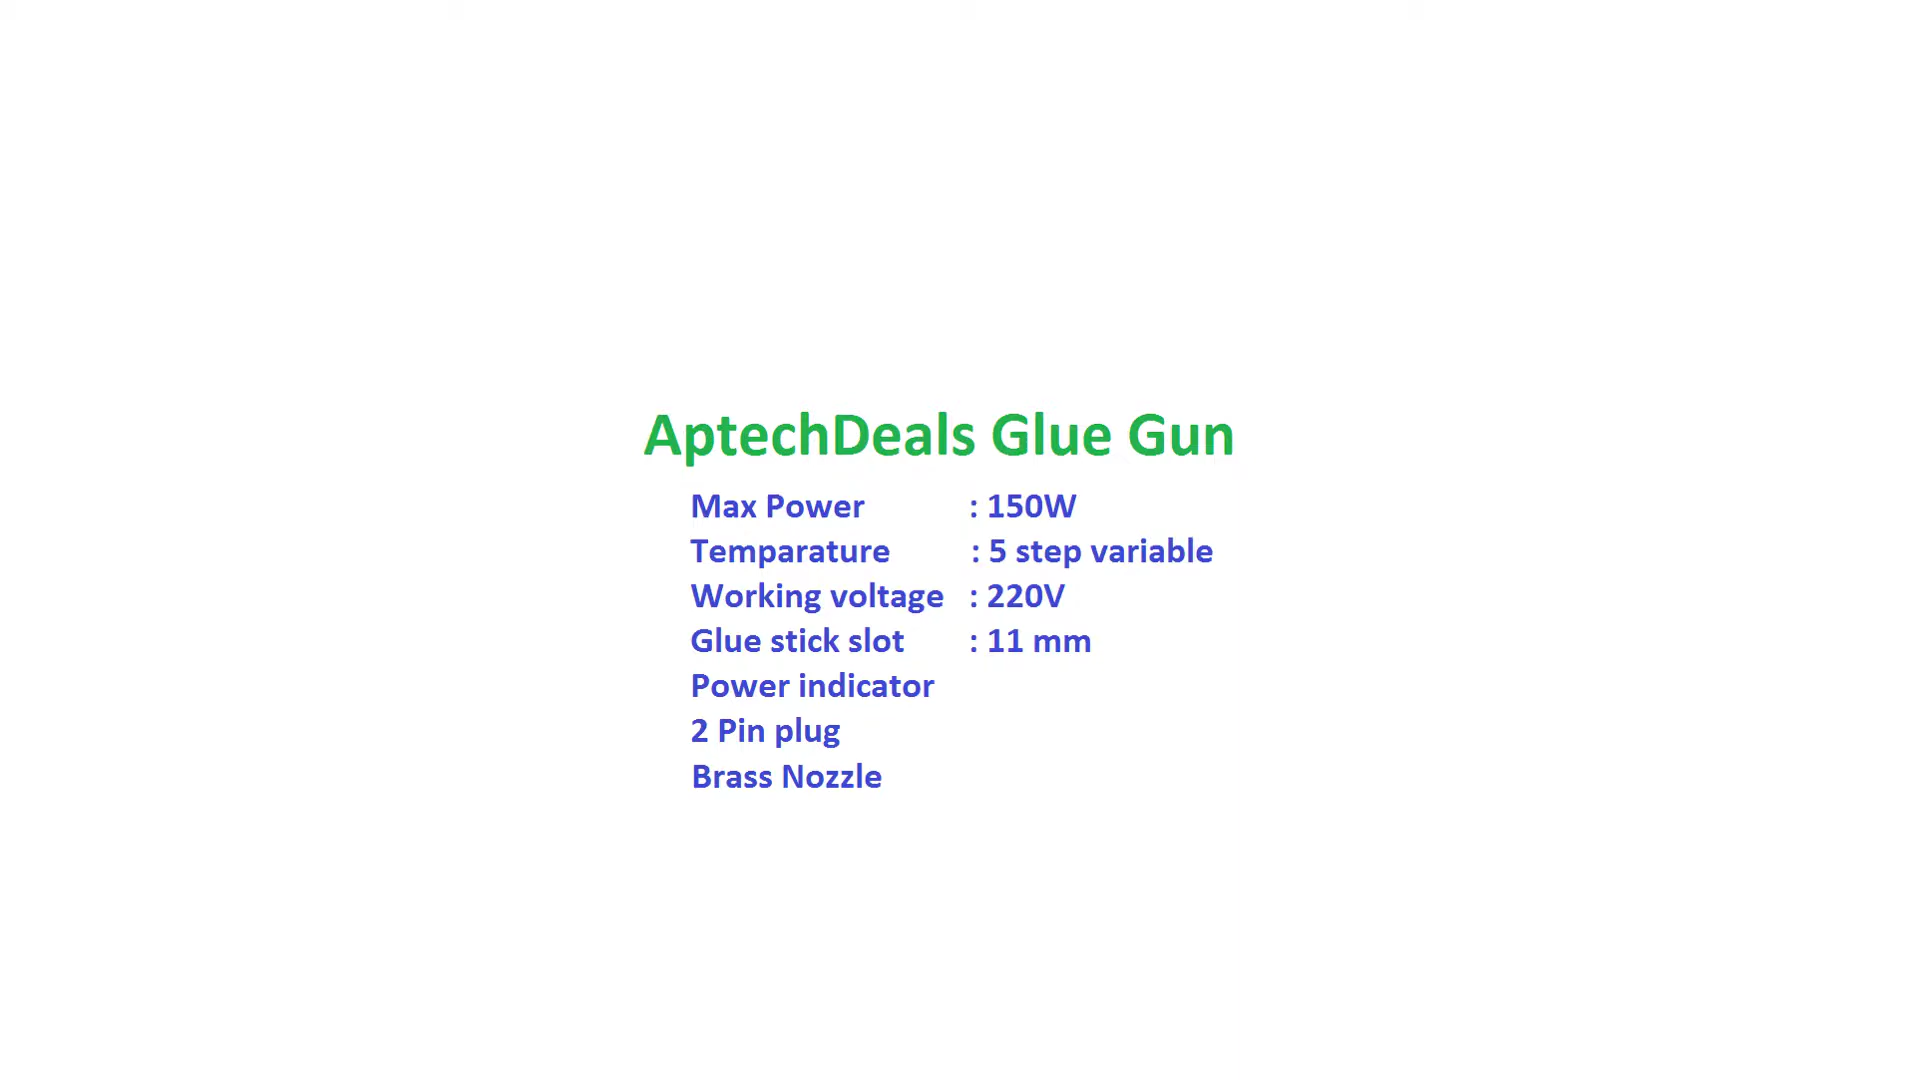 AptechDeals Glue Gun
Max Power : 150W
Temparature : 5 step variable
Working voltage : 220V
Glue stick slot : 11 mm
Power indicator
2 Pin plug
Brass Nozzle